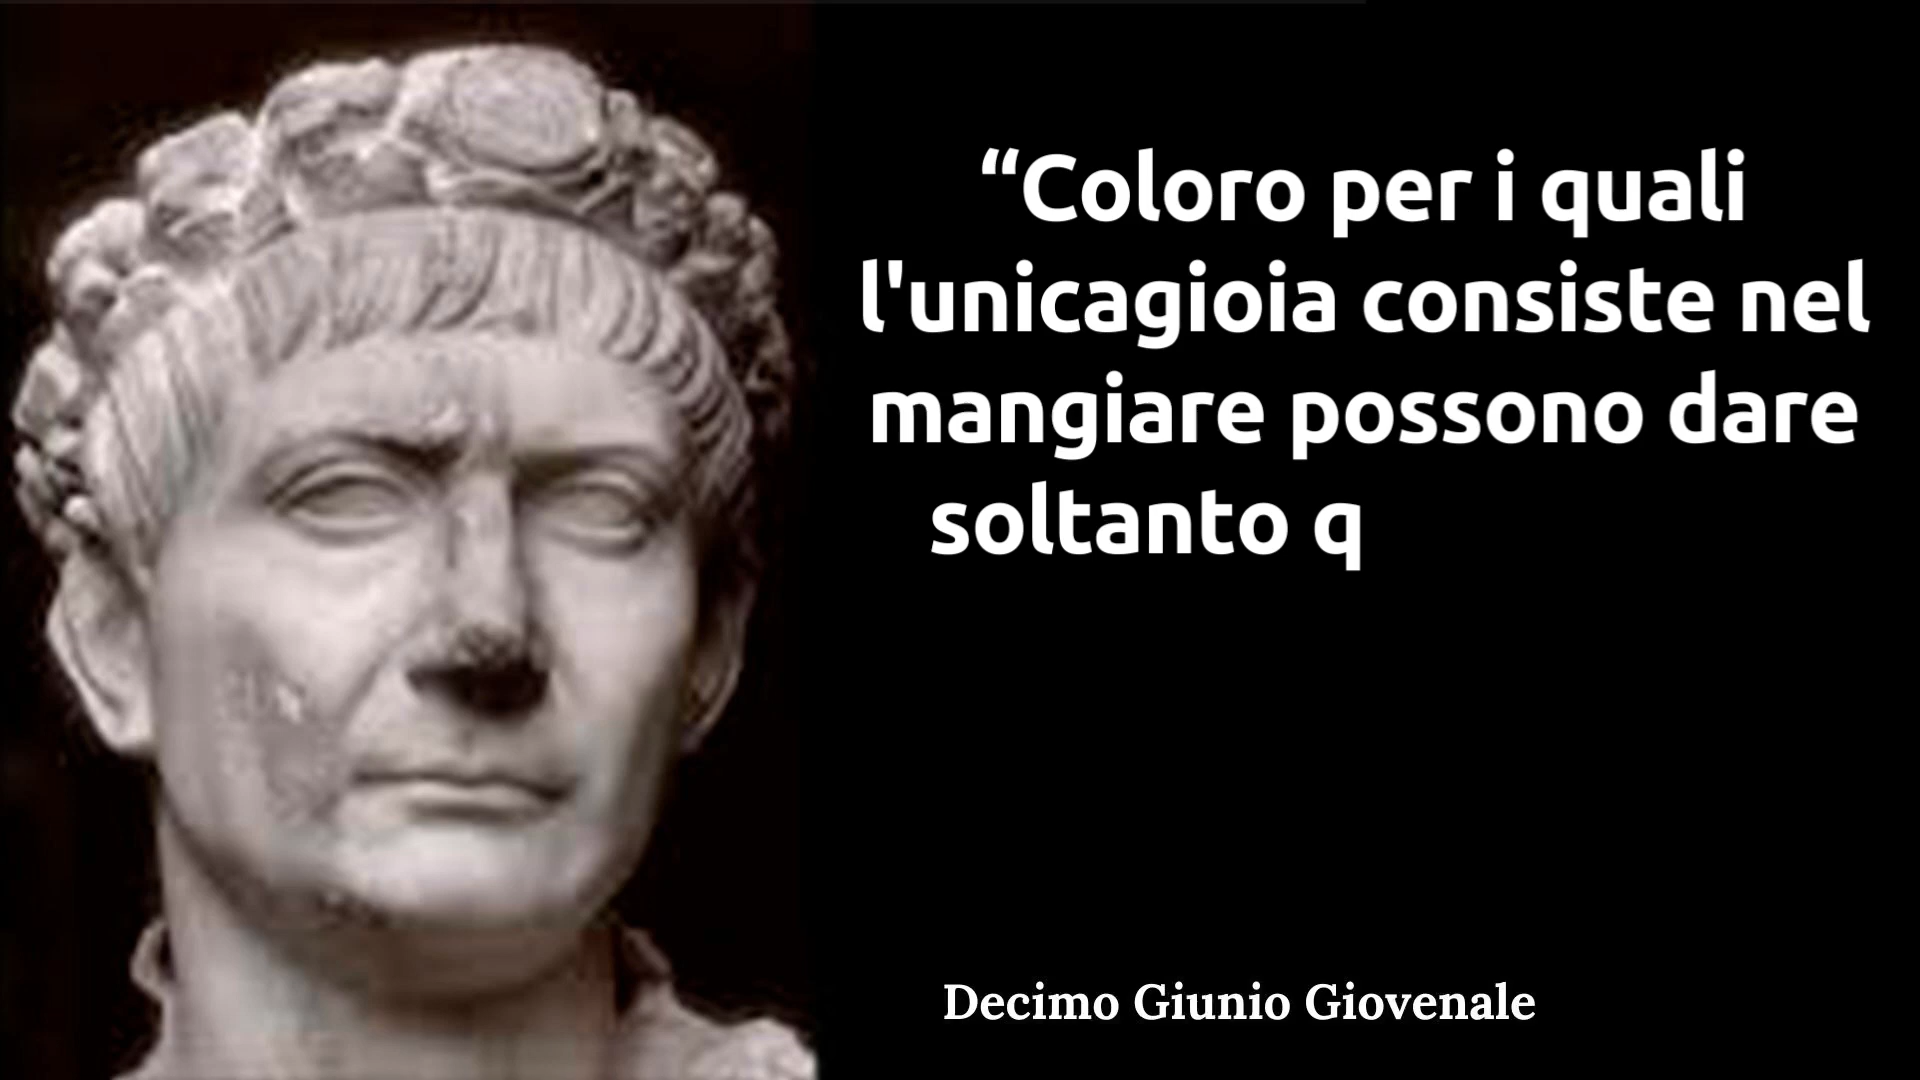 “Coloro per i quali
l'unicagioia consiste nel
mangiare possono dare
soltanto q
Decimo Giunio Giovenale